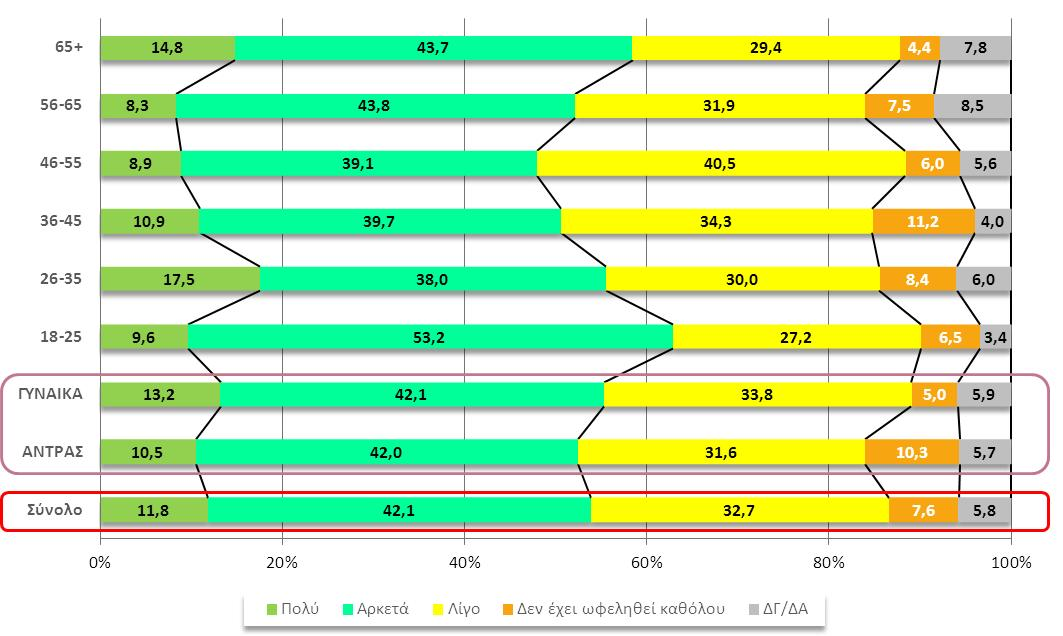 65+ 14,8 43,7 29,4 4,4 7,8
56-65 8,3 43,8 31,9 7,5 8,5
46-55 8,9 39,1 40,5 6,0 5,6
36-45 10,9 39,7 34,3 11,2 4,0
26-35 17,5 38,0 30,0 8,4 6,0
18-25 9,6 53,2 27,2 6,5 3,4
ΓΥΝΑΙΚΑ 13,2 42,1 33,8 5,0 5,9
ΑΝΤΡΑΣ 10,5 42,0 31,6 10,3 5,7
Σύνολο 11,8 42,1 32,7 7,6 5,8
0% 20% 40% 60% 80% 100%
Πολύ Αρκετά Λίγο Δεν έχει ωφεληθεί καθόλου ΔΓ/ΔΑ